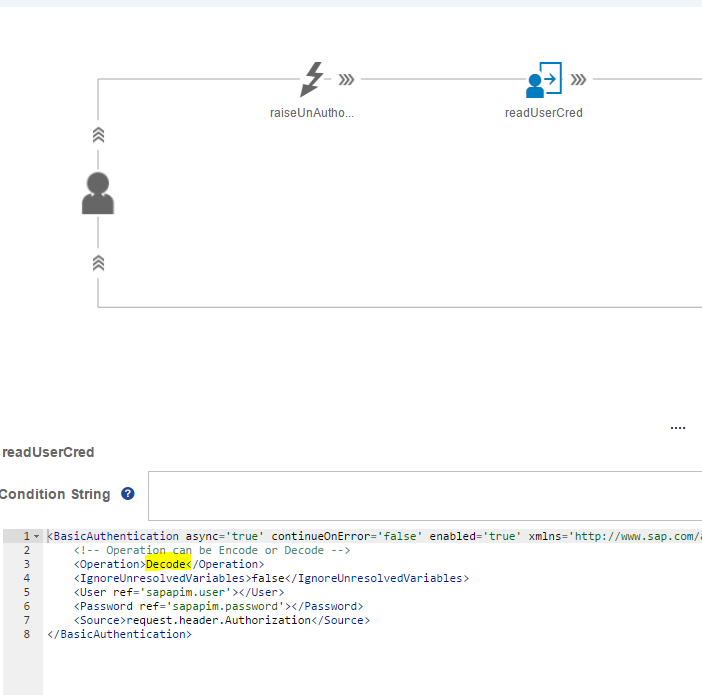 raiseUnAutho...
readUserCred
....
readUserCred
Condition String ?
1 <BasicAuthentication async='true' continueOnError='false' enabled='true' xmlns='http://www.sap.com/
2 <!-- Operation can be Encode or Decode -->
3 <Operation>Decode</Operation>
4 <IgnoreUnresolvedVariables>false</IgnoreUnresolvedVariables>
5 <User ref='sapapim.user'></User>
6 <Password ref='sapapim.password'></Password>
7 <Source>request.header.Authorization</Source>
8 </BasicAuthentication>